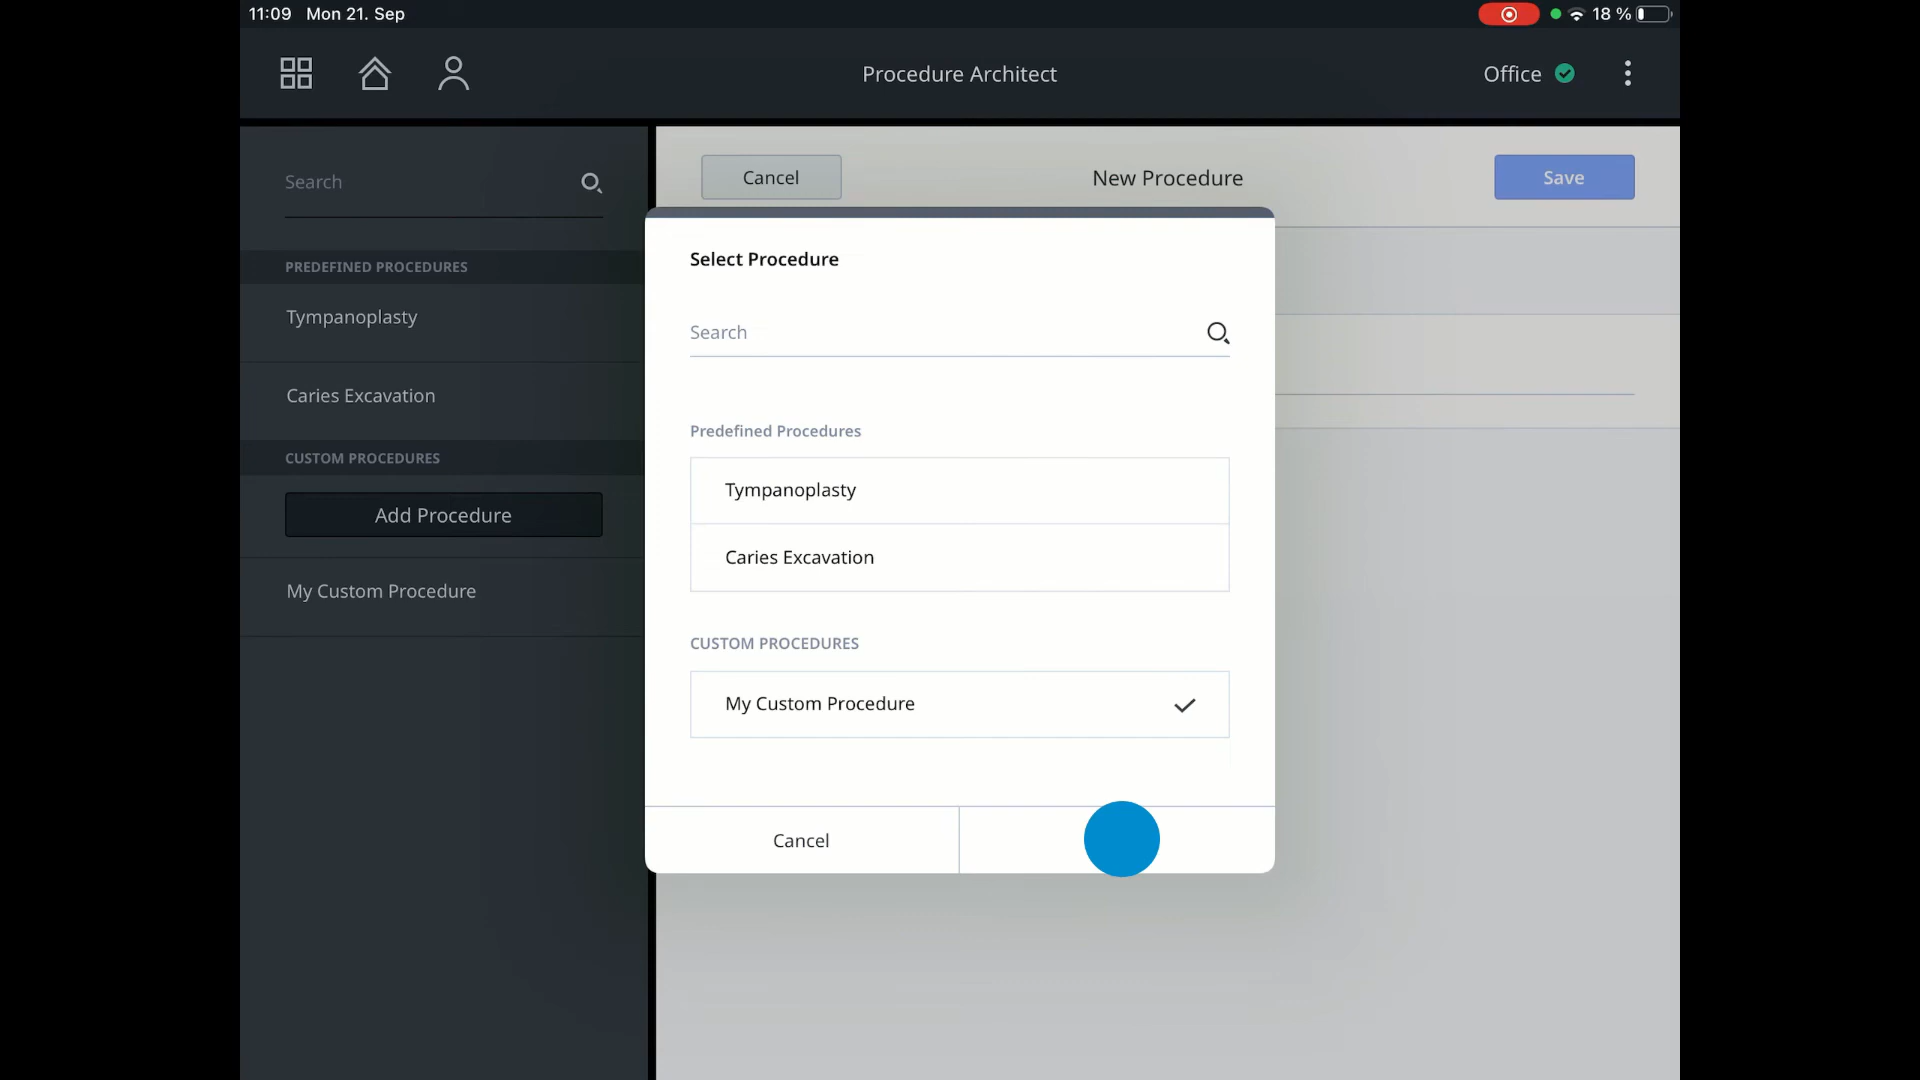 11:09 Mon 21. Sep
18 %
Procedure Architect
Office
Search
PREDEFINED PROCEDURES
Tympanoplasty
Caries Excavation
CUSTOM PROCEDURES
Add Procedure
My Custom Procedure
Cancel
New Procedure
Save
Select Procedure
Search
Predefined Procedures
Tympanoplasty
Caries Excavation
CUSTOM PROCEDURES
My Custom Procedure
Cancel